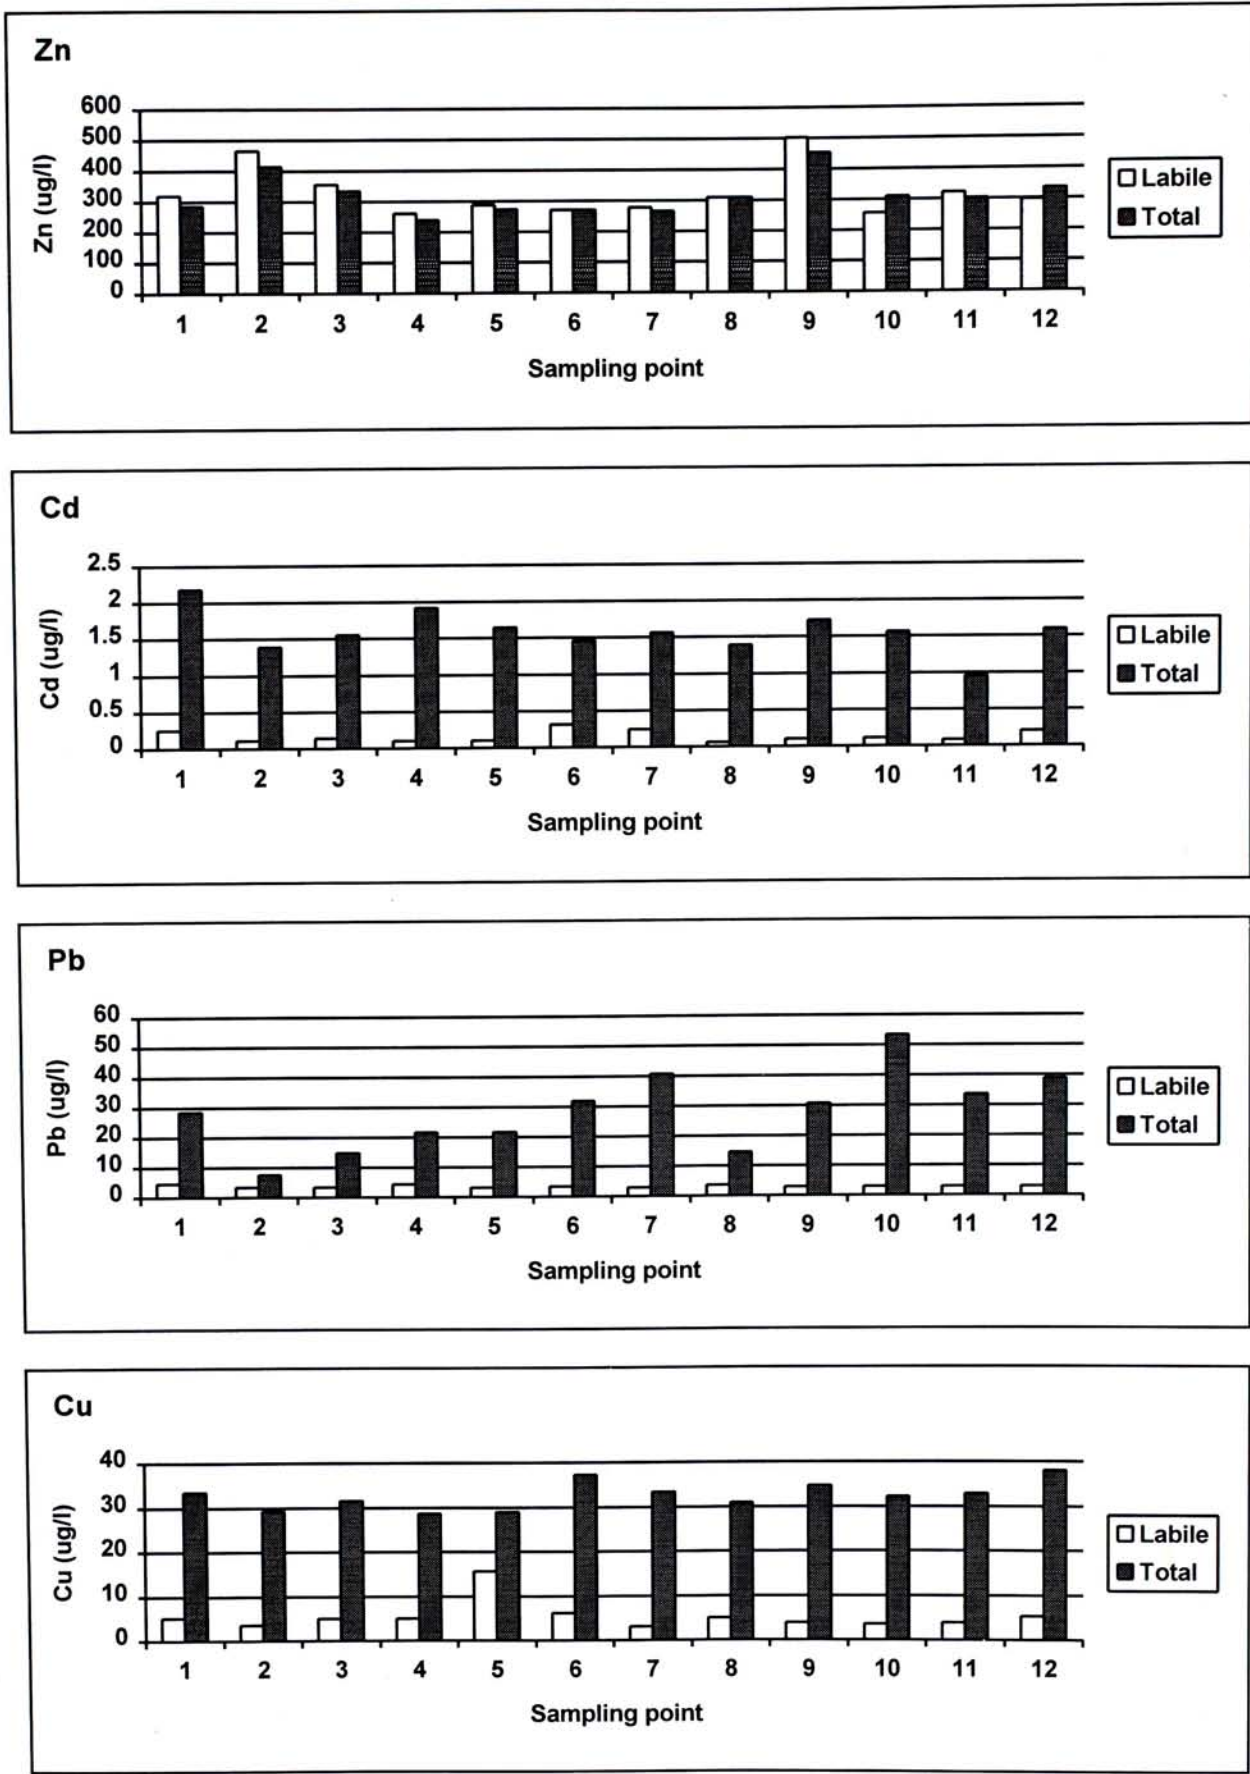 Zn
600
500
400
300
200
100
0
Zn (ug/l)
1 2 3 4 5 6 7 8 9 10 11 12
Sampling point
Labile
Total
Cd
2.5
2
1.5
1
0.5
0
Cd (ug/l)
1 2 3 4 5 6 7 8 9 10 11 12
Sampling point
Labile
Total
Pb
60
50
40
30
20
10
0
Pb (ug/l)
1 2 3 4 5 6 7 8 9 10 11 12
Sampling point
Labile
Total
Cu
40
30
20
10
0
Cu (ug/l)
1 2 3 4 5 6 7 8 9 10 11 12
Sampling point
Labile
Total